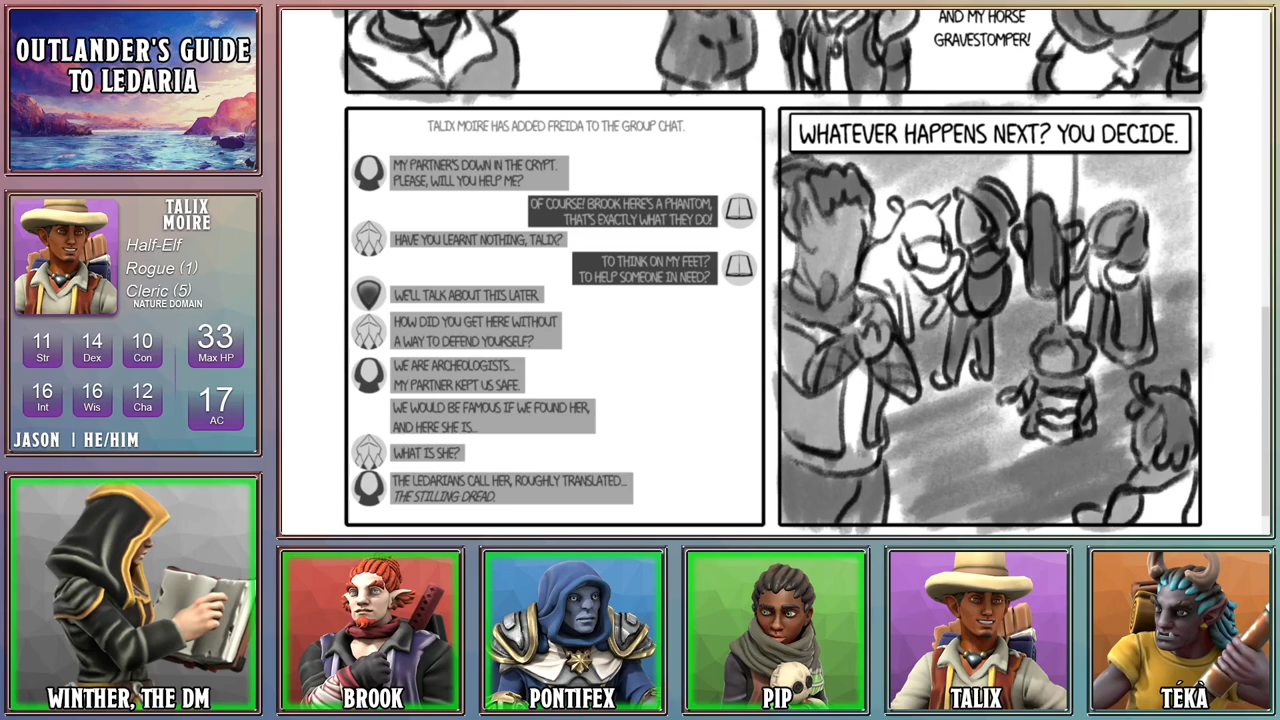 OUTLANDER'S GUIDE
TO LEDARIA
TALIX
MOIRE
Half-Elf
Rogue (1)
Cleric (5)
NATURE DOMAIN
11
Str
14
Dex
10
Con
33
Max HP
16
Int
16
Wis
12
Cha
17
AC
JASON | HE/HIM
WINTHER, THE DM
AND MY HORSE
GRAVESTOMPER!
TALIX MOIRE HAS ADDED FREIDA TO THE GROUP CHAT.
MY PARTNER'S DOWN IN THE CRYPT.
PLEASE, WILL YOU HELP ME?
OF COURSE! BROOK HERE'S A PHANTOM,
THAT'S EXACTLY WHAT THEY DO!
HAVE YOU LEARNT NOTHING, TALIX?
TO THINK ON MY FEET?
TO HELP SOMEONE IN NEED?
WE'LL TALK ABOUT THIS LATER.
HOW DID YOU GET HERE WITHOUT
A WAY TO DEFEND YOURSELF?
WE ARE ARCHEOLOGISTS...
MY PARTNER KEPT US SAFE.
WE WOULD BE FAMOUS IF WE FOUND HER,
AND HERE SHE IS...
WHAT IS SHE?
THE LEDARIANS CALL HER, ROUGHLY TRANSLATED...
THE STILLING DREAD.
WHATEVER HAPPENS NEXT? YOU DECIDE.
BROOK
PONTIFEX
PIP
TALIX
TÉKÀ